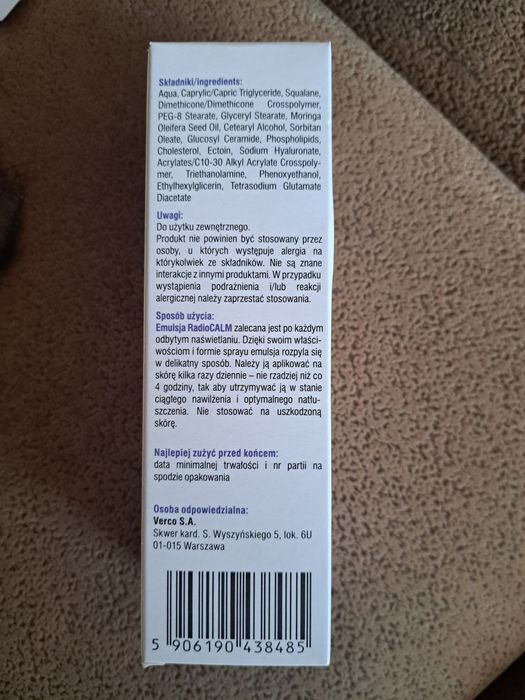 Składniki/ingredients:
Aqua, Caprylic/Capric Triglyceride, Squalane,
Dimethicone/Dimethicone Crosspolymer,
PEG-8 Stearate, Glyceryl Stearate, Moringa
Oleifera Seed Oil, Cetearyl Alcohol, Sorbitan
Oleate, Glucosyl Ceramide, Phospholipids,
Cholesterol, Ectoin, Sodium Hyaluronate,
Acrylates/C10-30 Alkyl Acrylate Crosspoly-
mer, Triethanolamine, Phenoxyethanol,
Ethylhexylglicerin, Tetrasodium Glutamate
Diacetate
Uwagi:
Do użytku zewnętrznego.
Produkt nie powinien być stosowany przez
osoby, u których występuje alergia na
którykolwiek ze składników. Nie są znane
interakcje z innymi produktami. W przypadku
wystąpienia podrażnienia i/lub reakcji
alergicznej należy zaprzestać stosowania.
Sposób użycia:
Emulsja RadioCALM zalecana jest po każdym
odbytym naświetlaniu. Dzięki swoim właści-
wościom i formie sprayu emulsja rozpyla się
w delikatny sposób. Należy ją aplikować na
skórę kilka razy dziennie – nie rzadziej niż co
4 godziny, tak aby utrzymywać ją w stanie
ciągłego nawilżenia i optymalnego natłu-
szczenia. Nie stosować na uszkodzoną
skórę.
Najlepiej zużyć przed końcem:
data minimalnej trwałości i nr partii na
spodzie opakowania
Osoba odpowiedzialna:
Verco S.A.
Skwer kard. S. Wyszyńskiego 5, lok. 6U
01-015 Warszawa
5 906190 438485